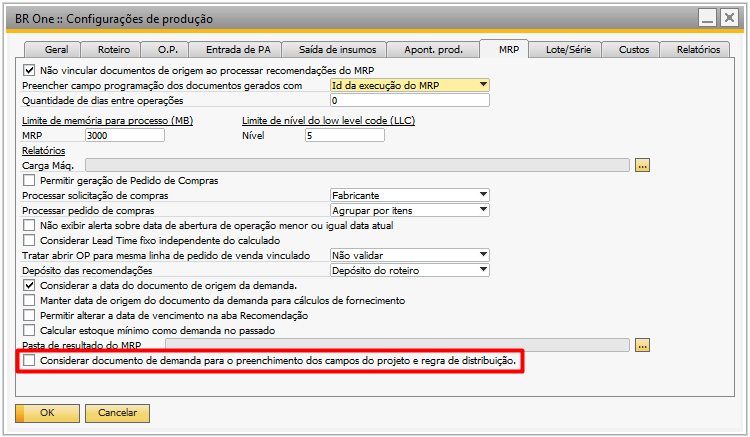 BR One :: Configurações de produção
Geral Roteiro O.P. Entrada de PA Saída de insumos Apont. prod. MRP Lote/Série Custos Relatórios
Não vincular documentos de origem ao processar recomendações do MRP
Preencher campo programação dos documentos gerados com Id da execução do MRP
Quantidade de dias entre operações 0
Limite de memória para processo (MB) Limite de nível do low level code (LLC)
MRP 3000 Nível 5
Relatórios
Carga Máq. ...
Permitir geração de Pedido de Compras
Processar solicitação de compras Fabricante
Processar pedido de compras Agrupar por itens
Não exibir alerta sobre data de abertura de operação menor ou igual data atual
Considerar Lead Time fixo independente do calculado
Tratar abrir OP para mesma linha de pedido de venda vinculado Não validar
Depósito das recomendações Depósito do roteiro
Considerar a data do documento de origem da demanda.
Manter data de origem do documento da demanda para cálculos de fornecimento
Permitir alterar a data de vencimento na aba Recomendação
Calcular estoque mínimo como demanda no passado
Pasta de resultado do MRP ...
Considerar documento de demanda para o preenchimento dos campos do projeto e regra de distribuição.
OK Cancelar